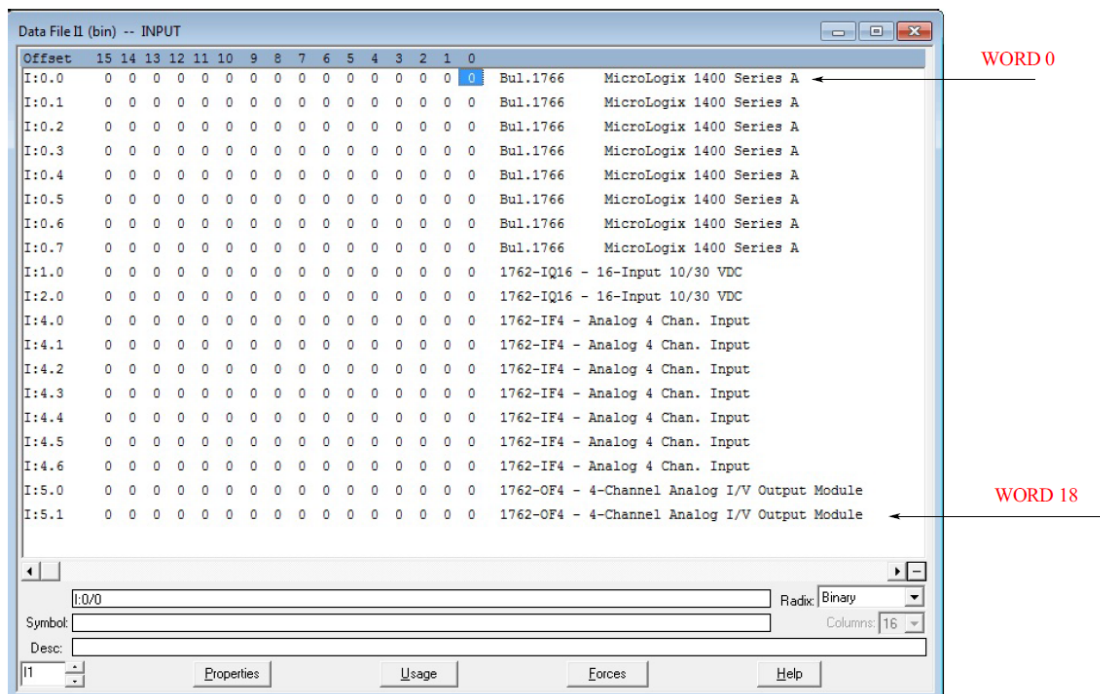 Data File I1 (bin) -- INPUT
Offset 15 14 13 12 11 10 9 8 7 6 5 4 3 2 1 0
I:0.0 0 0 0 0 0 0 0 0 0 0 0 0 0 0 0 0 Bul.1766 MicroLogix 1400 Series A WORD 0
I:0.1 0 0 0 0 0 0 0 0 0 0 0 0 0 0 0 0 Bul.1766 MicroLogix 1400 Series A
I:0.2 0 0 0 0 0 0 0 0 0 0 0 0 0 0 0 0 Bul.1766 MicroLogix 1400 Series A
I:0.3 0 0 0 0 0 0 0 0 0 0 0 0 0 0 0 0 Bul.1766 MicroLogix 1400 Series A
I:0.4 0 0 0 0 0 0 0 0 0 0 0 0 0 0 0 0 Bul.1766 MicroLogix 1400 Series A
I:0.5 0 0 0 0 0 0 0 0 0 0 0 0 0 0 0 0 Bul.1766 MicroLogix 1400 Series A
I:0.6 0 0 0 0 0 0 0 0 0 0 0 0 0 0 0 0 Bul.1766 MicroLogix 1400 Series A
I:0.7 0 0 0 0 0 0 0 0 0 0 0 0 0 0 0 0 Bul.1766 MicroLogix 1400 Series A
I:1.0 0 0 0 0 0 0 0 0 0 0 0 0 0 0 0 0 1762-IQ16 - 16-Input 10/30 VDC
I:2.0 0 0 0 0 0 0 0 0 0 0 0 0 0 0 0 0 1762-IQ16 - 16-Input 10/30 VDC
I:4.0 0 0 0 0 0 0 0 0 0 0 0 0 0 0 0 0 1762-IF4 - Analog 4 Chan. Input
I:4.1 0 0 0 0 0 0 0 0 0 0 0 0 0 0 0 0 1762-IF4 - Analog 4 Chan. Input
I:4.2 0 0 0 0 0 0 0 0 0 0 0 0 0 0 0 0 1762-IF4 - Analog 4 Chan. Input
I:4.3 0 0 0 0 0 0 0 0 0 0 0 0 0 0 0 0 1762-IF4 - Analog 4 Chan. Input
I:4.4 0 0 0 0 0 0 0 0 0 0 0 0 0 0 0 0 1762-IF4 - Analog 4 Chan. Input
I:4.5 0 0 0 0 0 0 0 0 0 0 0 0 0 0 0 0 1762-IF4 - Analog 4 Chan. Input
I:4.6 0 0 0 0 0 0 0 0 0 0 0 0 0 0 0 0 1762-IF4 - Analog 4 Chan. Input
I:5.0 0 0 0 0 0 0 0 0 0 0 0 0 0 0 0 0 1762-OF4 - 4-Channel Analog I/V Output Module
I:5.1 0 0 0 0 0 0 0 0 0 0 0 0 0 0 0 0 1762-OF4 - 4-Channel Analog I/V Output Module WORD 18
I:0/0 Radix: Binary
Symbol: Columns: 16
Desc:
I1 Properties Usage Forces Help